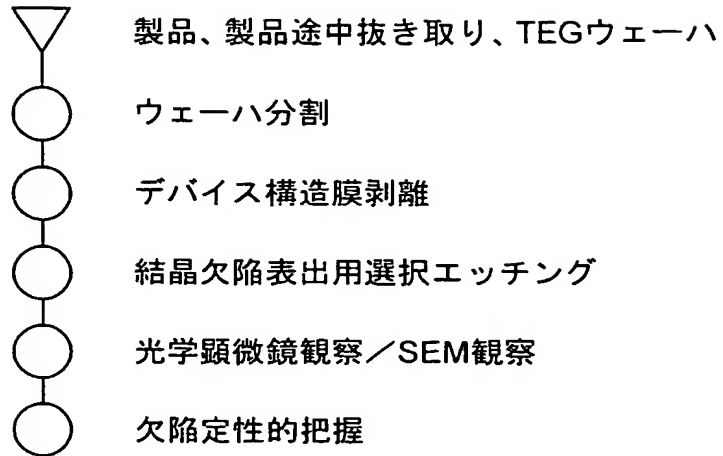 製品、製品途中抜き取り、TEGウェーハ
ウェーハ分割
デバイス構造膜剥離
結晶欠陥表出用選択エッチング
光学顕微鏡観察／SEM観察
欠陥定性的把握